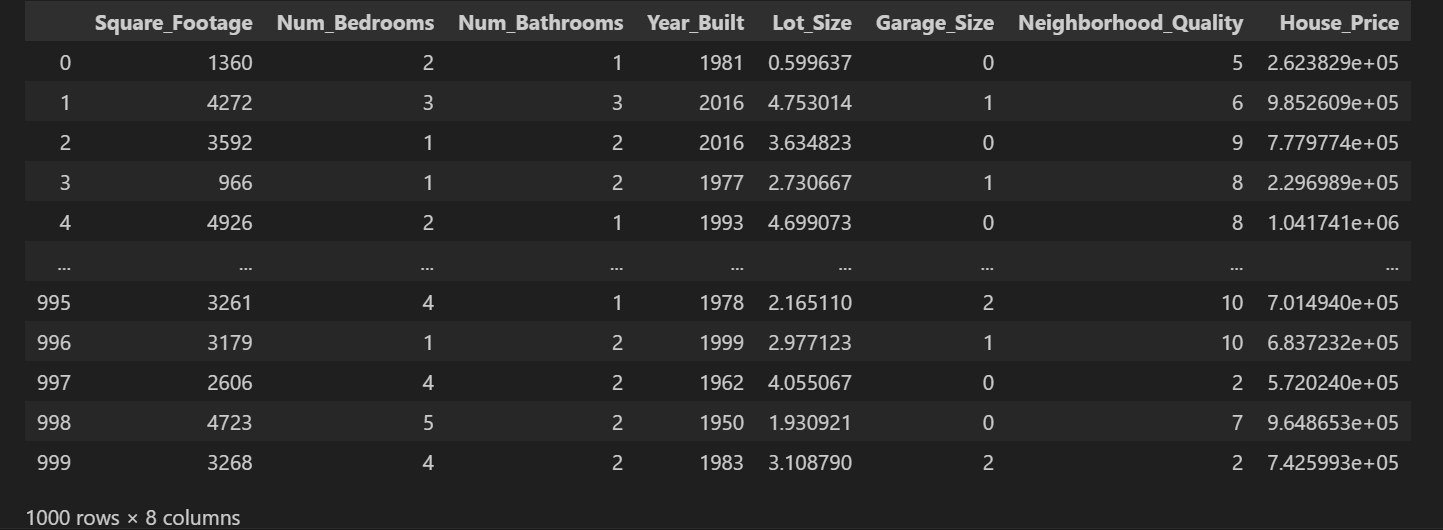 Square_Footage Num_Bedrooms Num_Bathrooms Year_Built Lot_Size Garage_Size Neighborhood_Quality House_Price
0 1360 2 1 1981 0.599637 0 5 2.623829e+05
1 4272 3 3 2016 4.753014 1 6 9.852609e+05
2 3592 1 2 2016 3.634823 0 9 7.779774e+05
3 966 1 2 1977 2.730667 1 8 2.296989e+05
4 4926 2 1 1993 4.699073 0 8 1.041741e+06
... ... ... ... ... ... ... ... ...
995 3261 4 1 1978 2.165110 2 10 7.014940e+05
996 3179 1 2 1999 2.977123 1 10 6.837232e+05
997 2606 4 2 1962 4.055067 0 2 5.720240e+05
998 4723 5 2 1950 1.930921 0 7 9.648653e+05
999 3268 4 2 1983 3.108790 2 2 7.425993e+05
1000 rows × 8 columns